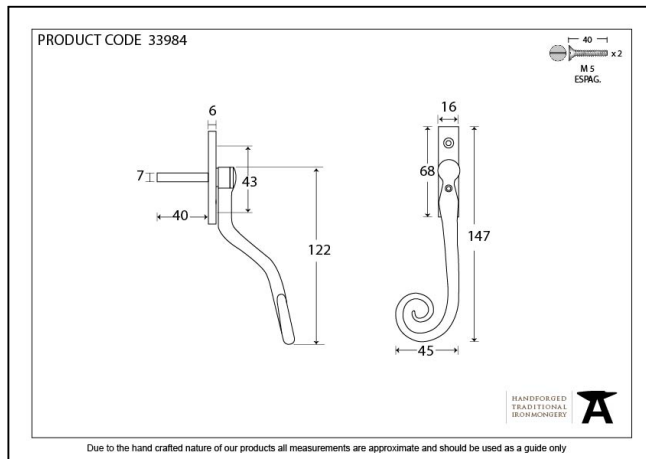 PRODUCT CODE 33984
40
x 2
M 5
ESPAG.
6
16
7
43
68
40
122
147
45
HANDFORGED
TRADITIONAL
IRONMONGERY
Due to the hand crafted nature of our products all measurements are approximate and should be used as a guide only